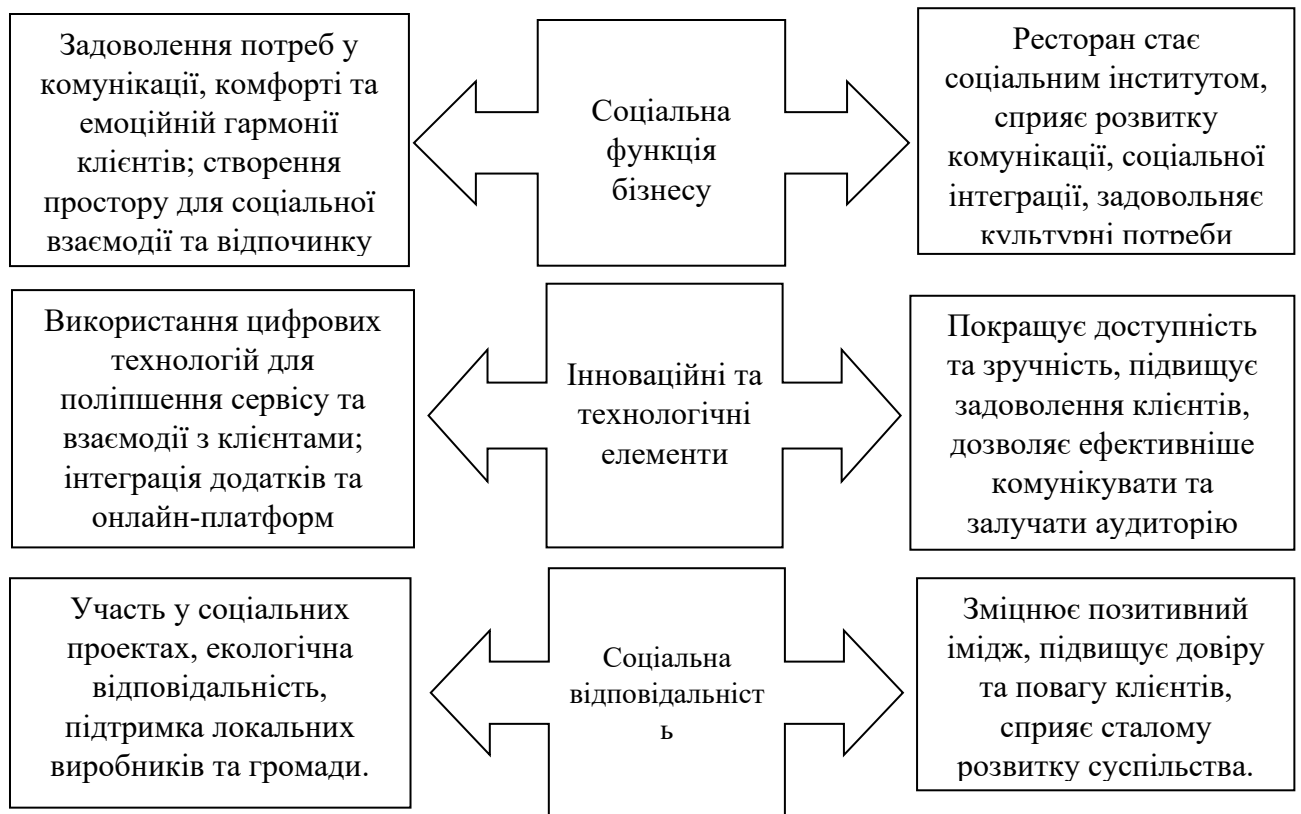 Задоволення потреб у
комунікації, комфорті та
емоційній гармонії
клієнтів; створення
простору для соціальної
взаємодії та відпочинку
Соціальна
функція
бізнесу
Ресторан стає
соціальним інститутом,
сприяє розвитку
комунікації, соціальної
інтеграції, задовольняє
культурні потреби
Використання цифрових
технологій для
поліпшення сервісу та
взаємодії з клієнтами;
інтеграція додатків та
онлайн-платформ
Інноваційні та
технологічні
елементи
Покращує доступність
та зручність, підвищує
задоволення клієнтів,
дозволяє ефективніше
комунікувати та
залучати аудиторію
Участь у соціальних
проектах, екологічна
відповідальність,
підтримка локальних
виробників та громади.
Соціальна
відповідальніст
ь
Зміцнює позитивний
імідж, підвищує довіру
та повагу клієнтів,
сприяє сталому
розвитку суспільства.